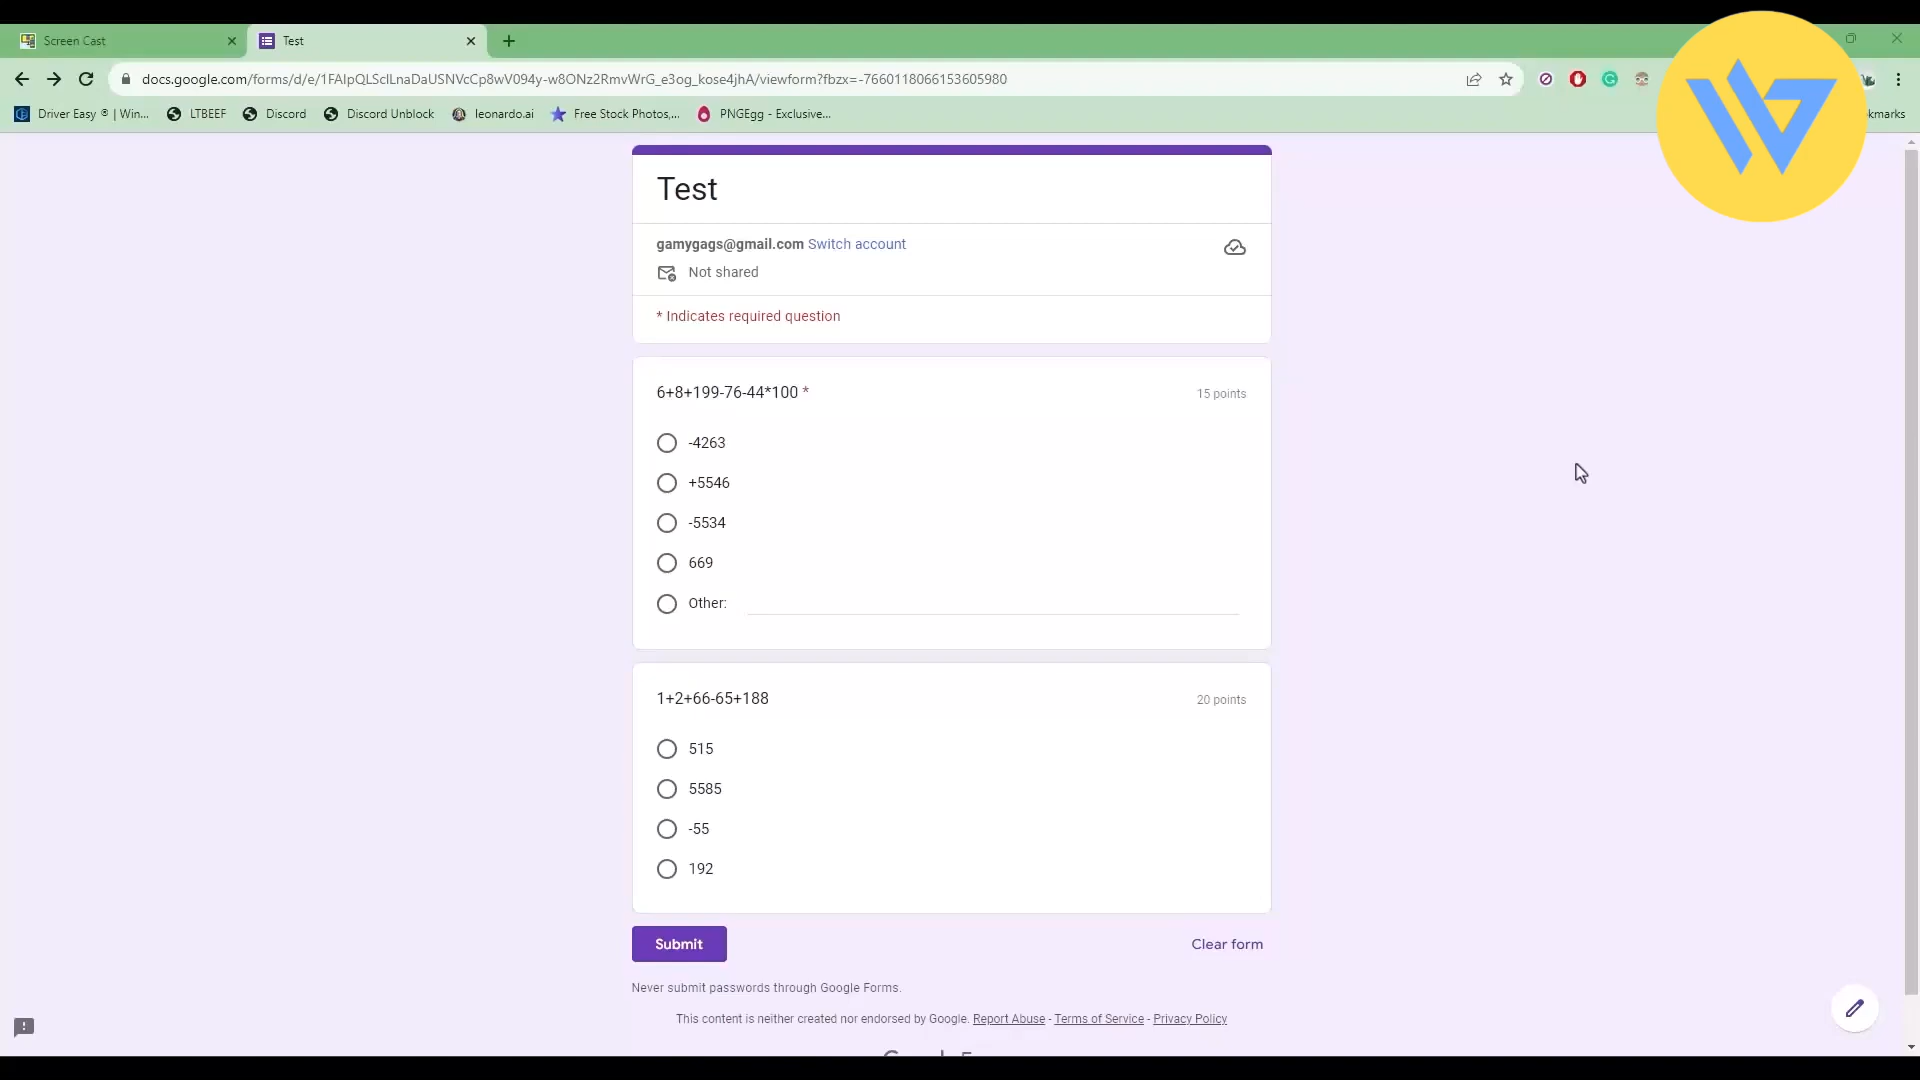 Screen Cast
Test
docs.google.com/forms/d/e/1FAIpQLSclLnaDaUSNVcCp8wV094y-w8ONz2RmvWrG_e3og_kose4jhA/viewform?fbzx=-7660118066153605980
Driver Easy ® | Win...
LTBEEF
Discord
Discord Unblock
leonardo.ai
Free Stock Photos,...
PNGEgg - Exclusive...
kmarks
Test
gamygags@gmail.com Switch account
Not shared
* Indicates required question
6+8+199-76-44*100 *
15 points
-4263
+5546
-5534
669
Other:
1+2+66-65+188
20 points
515
5585
-55
192
Submit
Clear form
Never submit passwords through Google Forms.
This content is neither created nor endorsed by Google. Report Abuse - Terms of Service - Privacy Policy